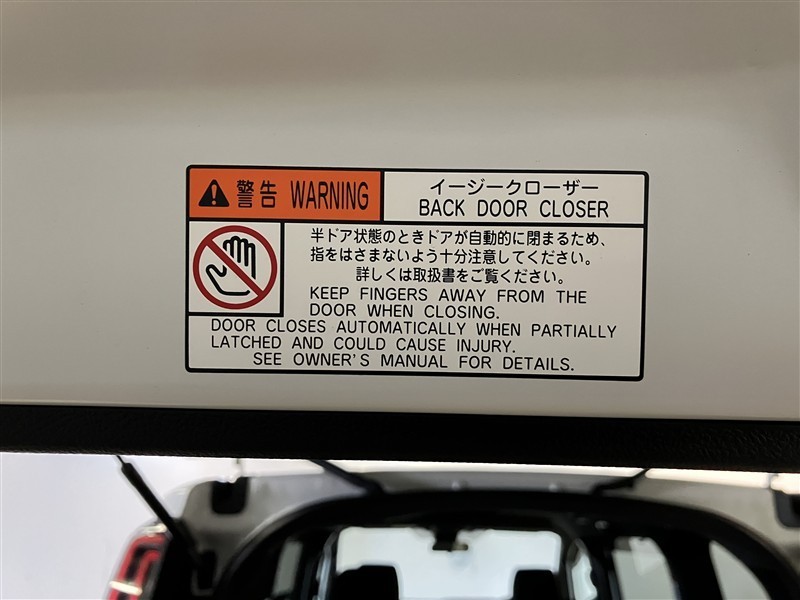 警告 WARNING
イージークローザー
BACK DOOR CLOSER
半ドア状態のときドアが自動的に閉まるため、
指をはさまないよう十分注意してください。
詳しくは取扱書をご覧ください。
KEEP FINGERS AWAY FROM THE
DOOR WHEN CLOSING.
DOOR CLOSES AUTOMATICALLY WHEN PARTIALLY
LATCHED AND COULD CAUSE INJURY.
SEE OWNER'S MANUAL FOR DETAILS.